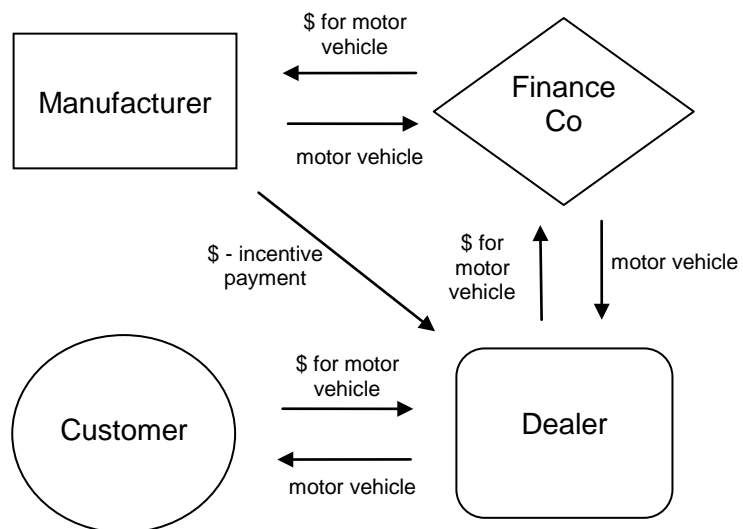 $ for motor
vehicle
Manufacturer
Finance
Co
motor vehicle
$ - incentive
payment
$ for
motor
vehicle
motor vehicle
$ for motor
vehicle
Customer
Dealer
motor vehicle